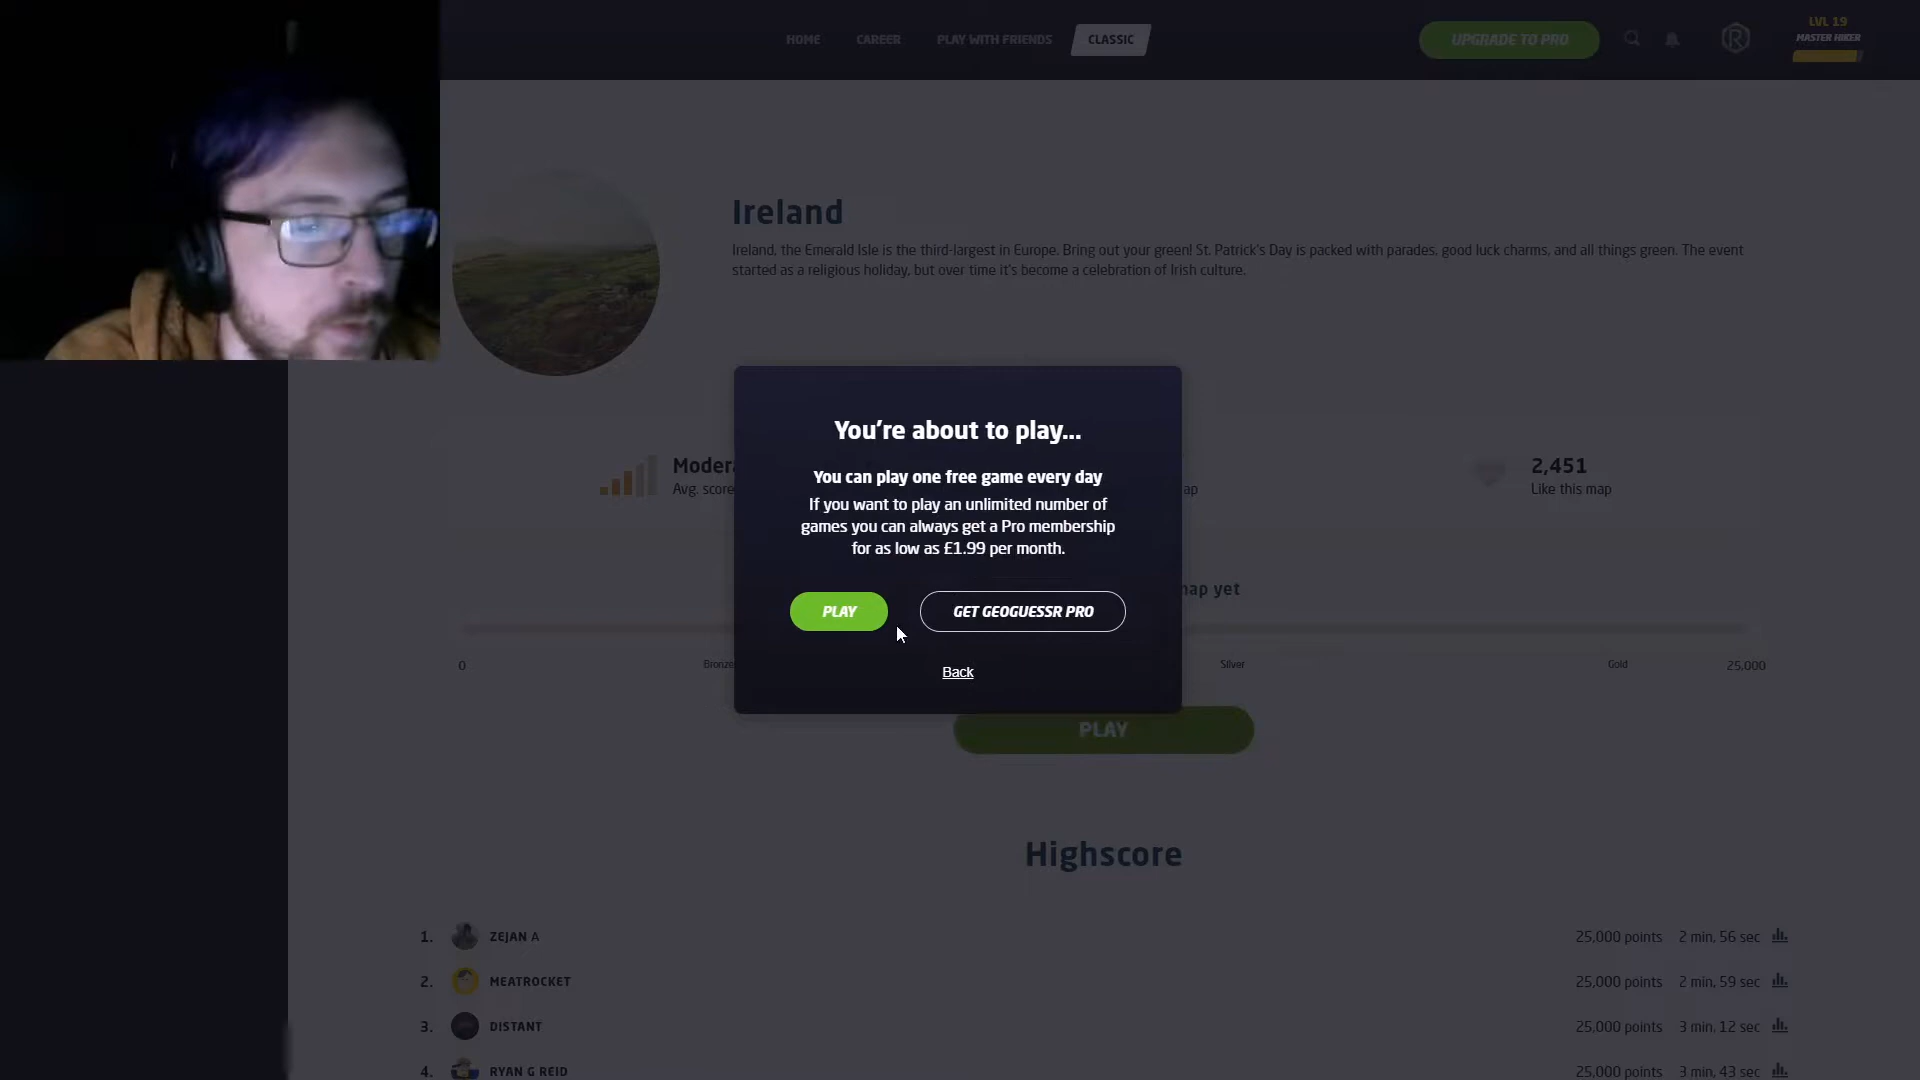 HOME CAREER PLAY WITH FRIENDS CLASSIC UPGRADE TO PRO LVL 19
MASTER HIKER
Ireland
Ireland, the Emerald Isle is the third-largest in Europe. Bring out your green! St. Patrick's Day is packed with parades, good luck charms, and all things green. The event
started as a religious holiday, but over time it's become a celebration of Irish culture.
You're about to play...
You can play one free game every day
If you want to play an unlimited number of
games you can always get a Pro membership
for as low as £1.99 per month.
PLAY GET GEOGUESSR PRO
Back
Avg. score
2,451
Like this map
map yet
0 Bronze Silver Gold 25,000
PLAY
Highscore
1. ZEJAN A 25,000 points 2 min, 56 sec
2. MEATROCKET 25,000 points 2 min, 59 sec
3. DISTANT 25,000 points 3 min, 12 sec
4. RYAN G REID 25,000 points 3 min, 43 sec